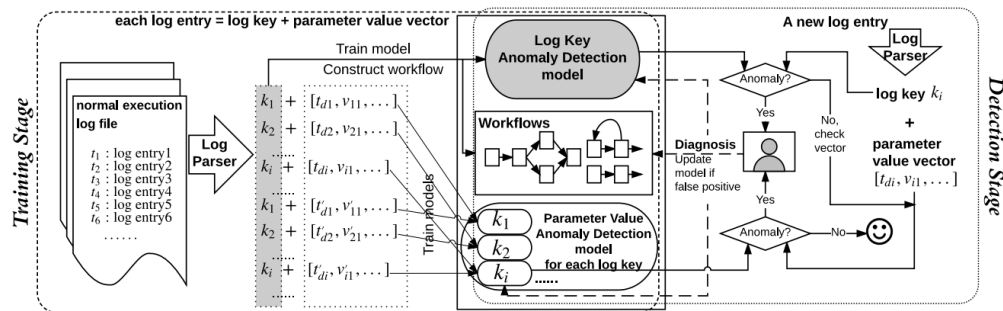 each log entry = log key + parameter value vector
Training Stage
normal execution
log file
t1 : log entry1
t2 : log entry2
t3 : log entry3
t4 : log entry4
t5 : log entry5
t6 : log entry6
......
Log
Parser
Train model
Construct workflow
k1 + [td1, v11, . . . ]
k2 + [td2, v21, . . . ]
......
ki + [tdi, vi1, . . . ]
k1 + [t'd1, v'11, . . . ]
k2 + [t'd2, v'21, . . . ]
......
ki + [t'di, v'i1, . . . ]
......
Train models
Log Key
Anomaly Detection
model
Workflows
k1
k2
ki
Parameter Value
Anomaly Detection
model
for each log key
......
Diagnosis
Update
model if
false positive
Anomaly?
Yes
No,
check
vector
Yes
Anomaly?
No
A new log entry
Log
Parser
log key ki
+
parameter
value vector
[tdi, vi1, . . . ]
Detection Stage